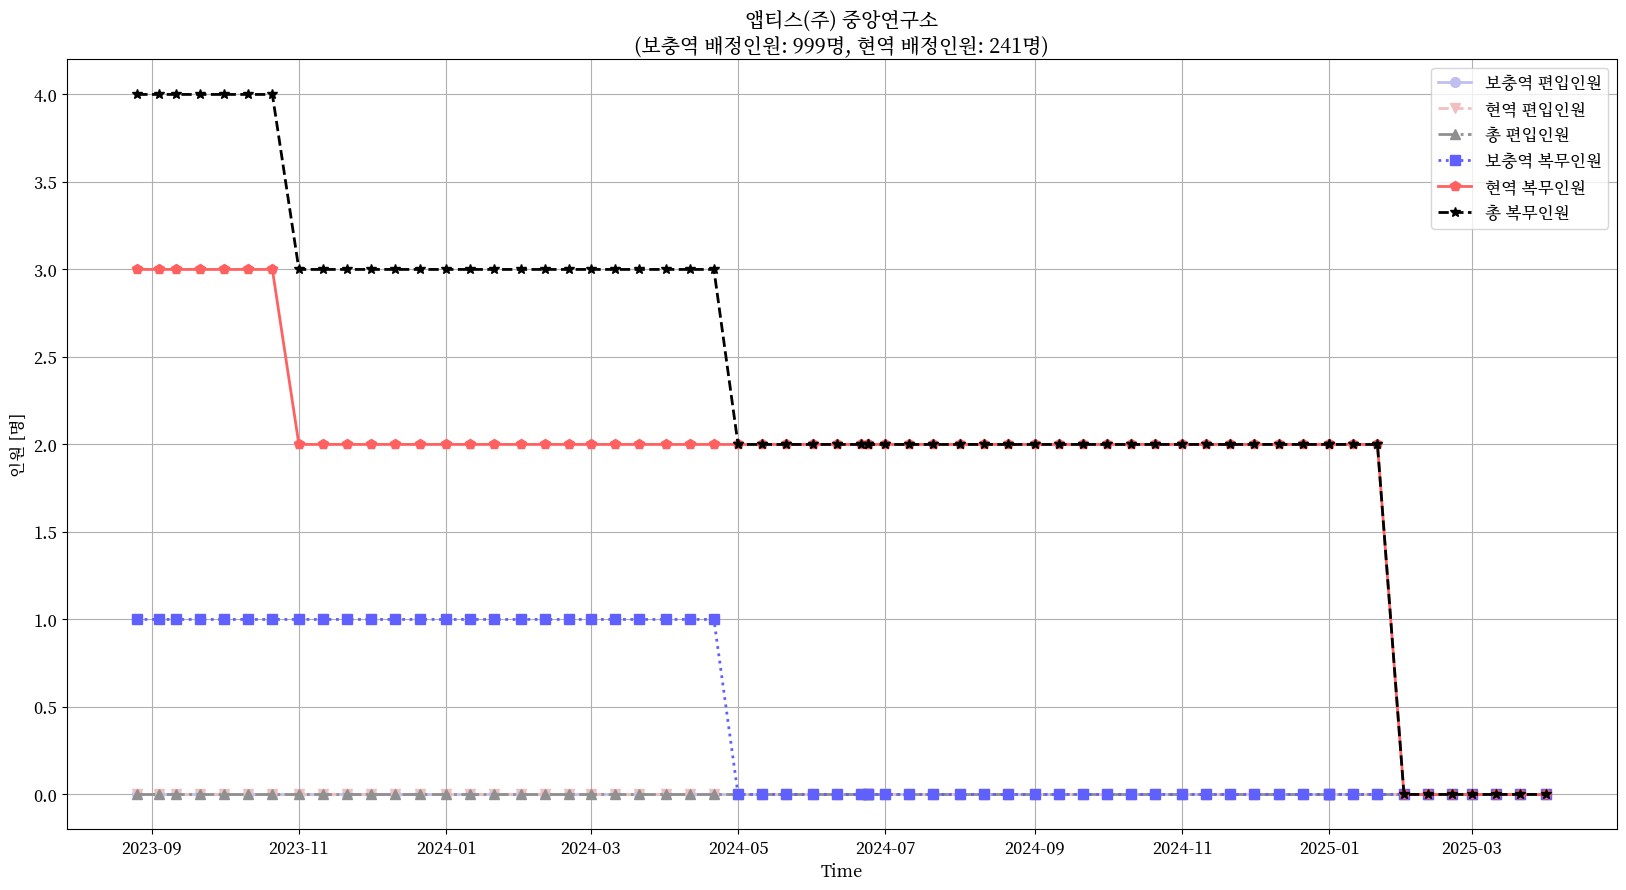 앱티스(주) 중앙연구소
(보충역 배정인원: 999명, 현역 배정인원: 241명)
보충역 편입인원
현역 편입인원
총 편입인원
보충역 복무인원
현역 복무인원
총 복무인원
인원 [명]
4.0
3.5
3.0
2.5
2.0
1.5
1.0
0.5
0.0
2023-09
2023-11
2024-01
2024-03
2024-05
2024-07
2024-09
2024-11
2025-01
2025-03
Time